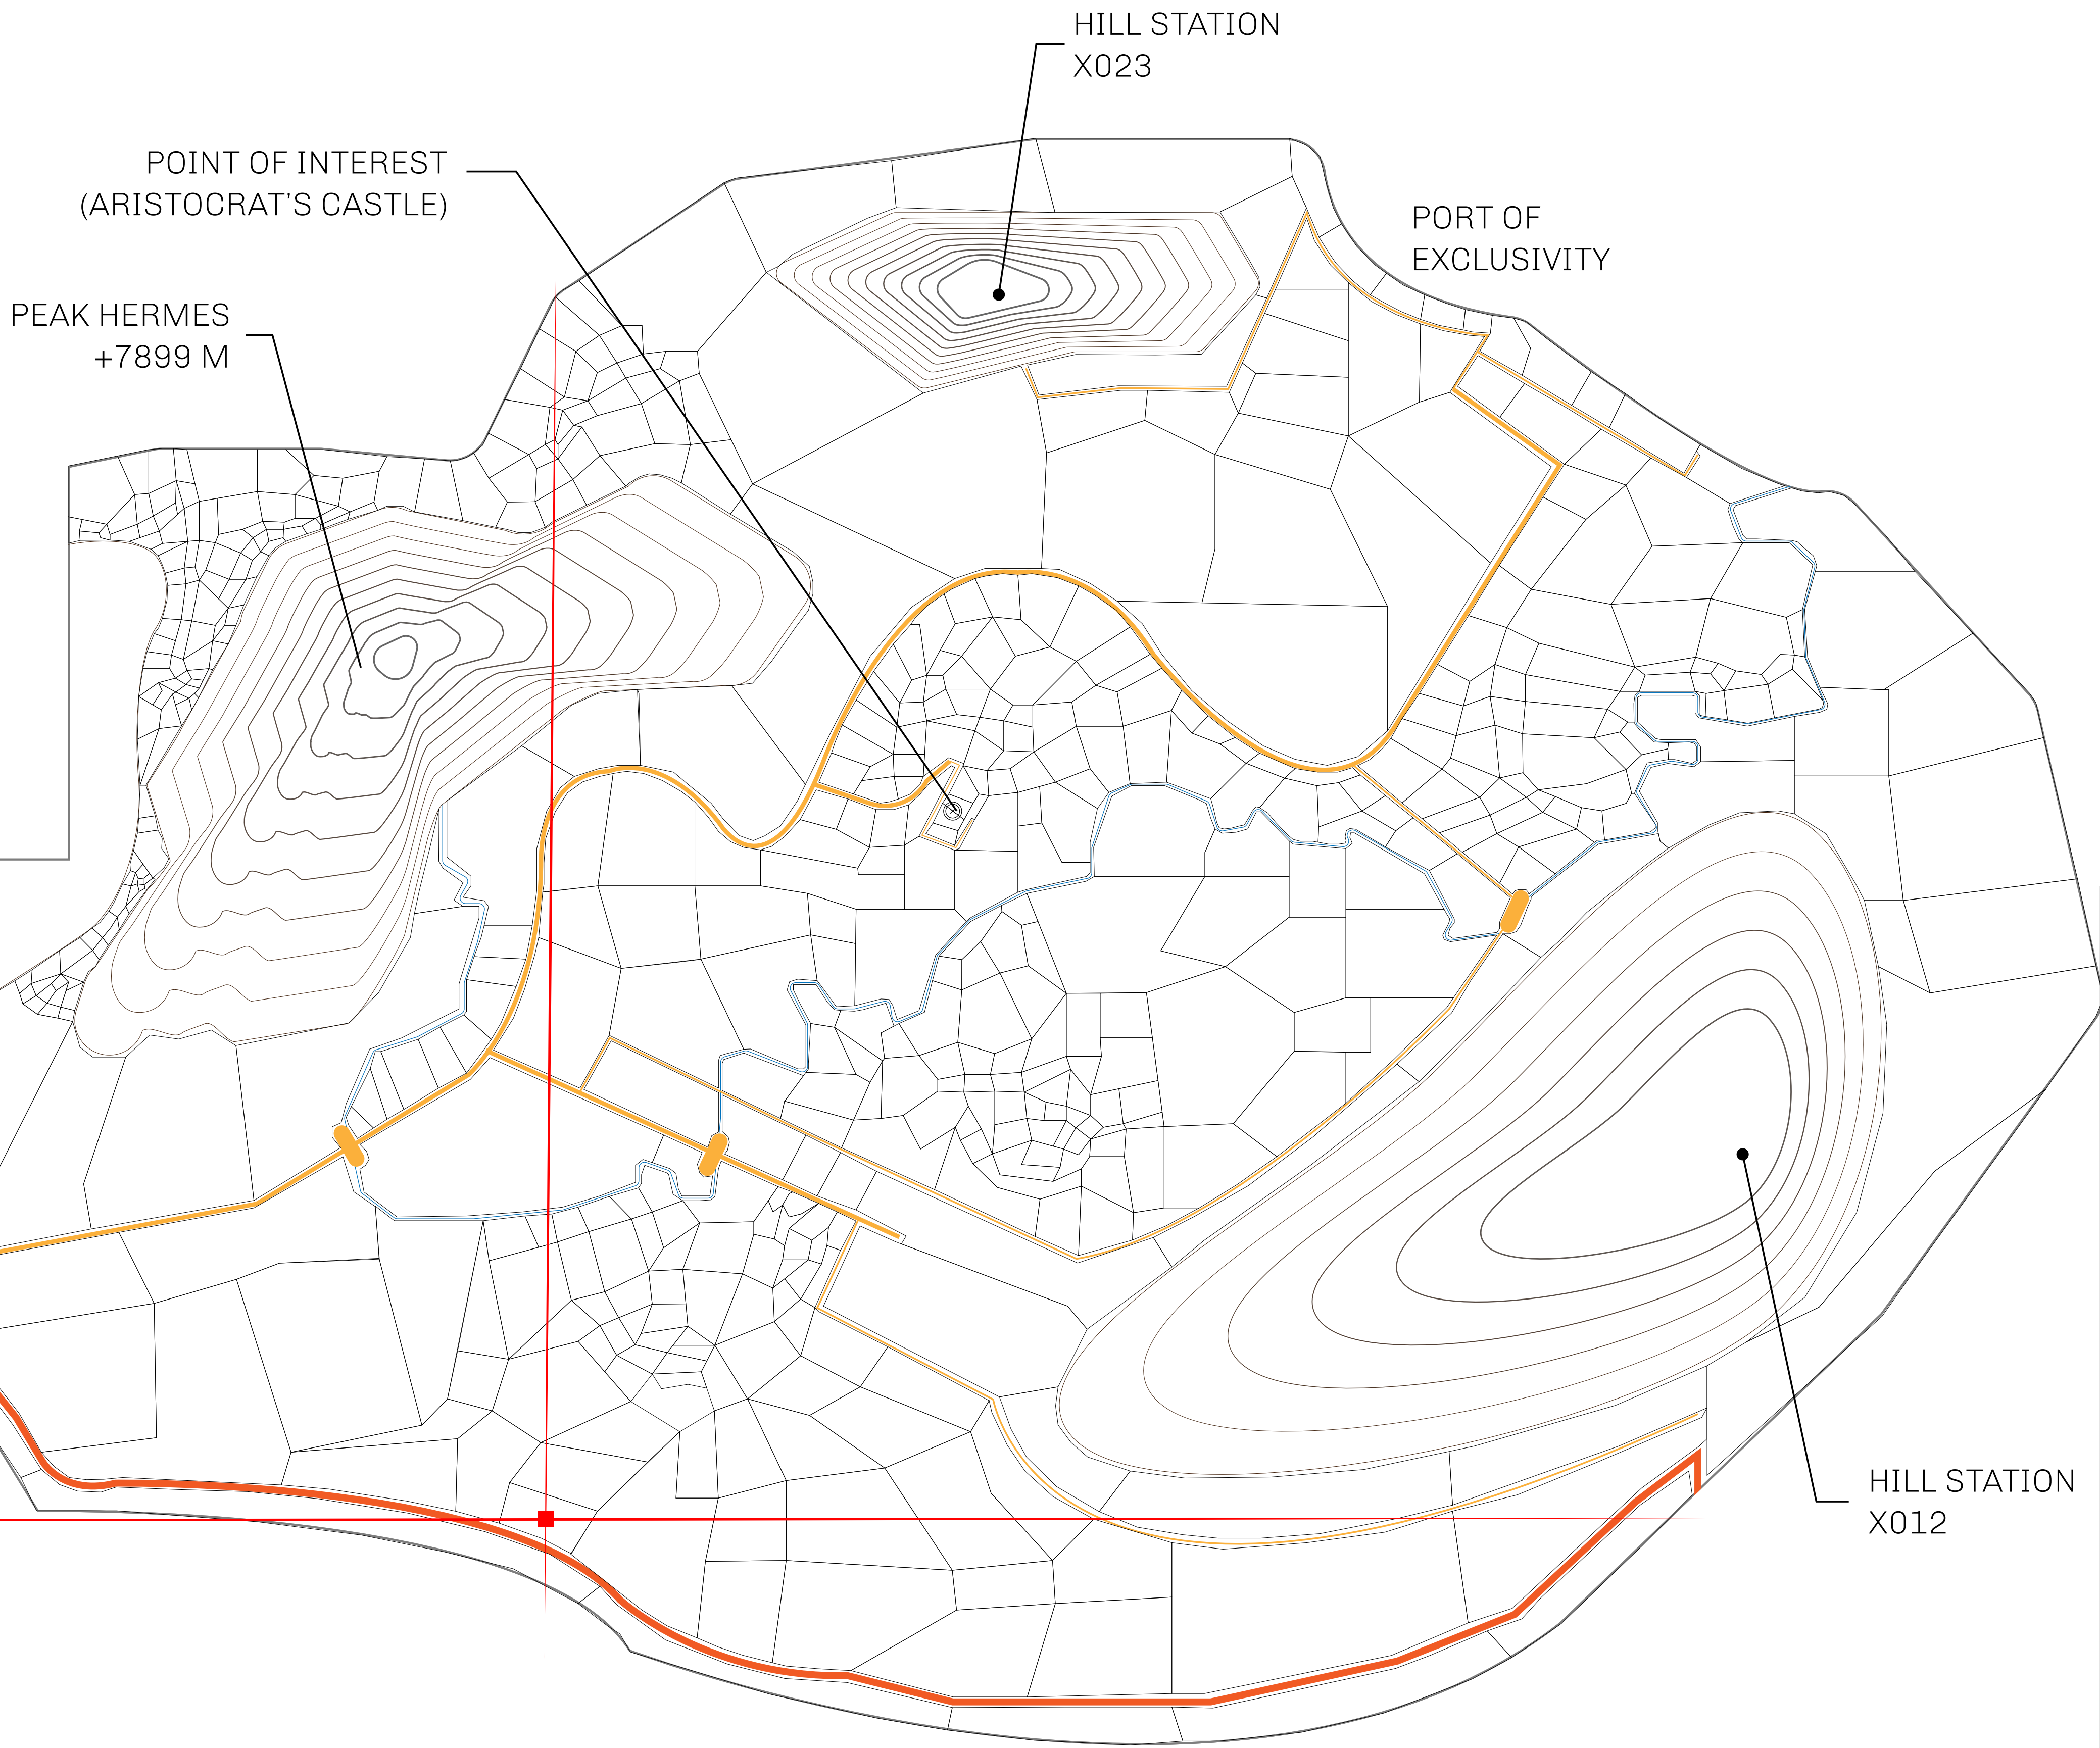 HILL STATION
X023
POINT OF INTEREST
(ARISTOCRAT'S CASTLE)
PORT OF
EXCLUSIVITY
PEAK HERMES
+7899 M
HILL STATION
X012